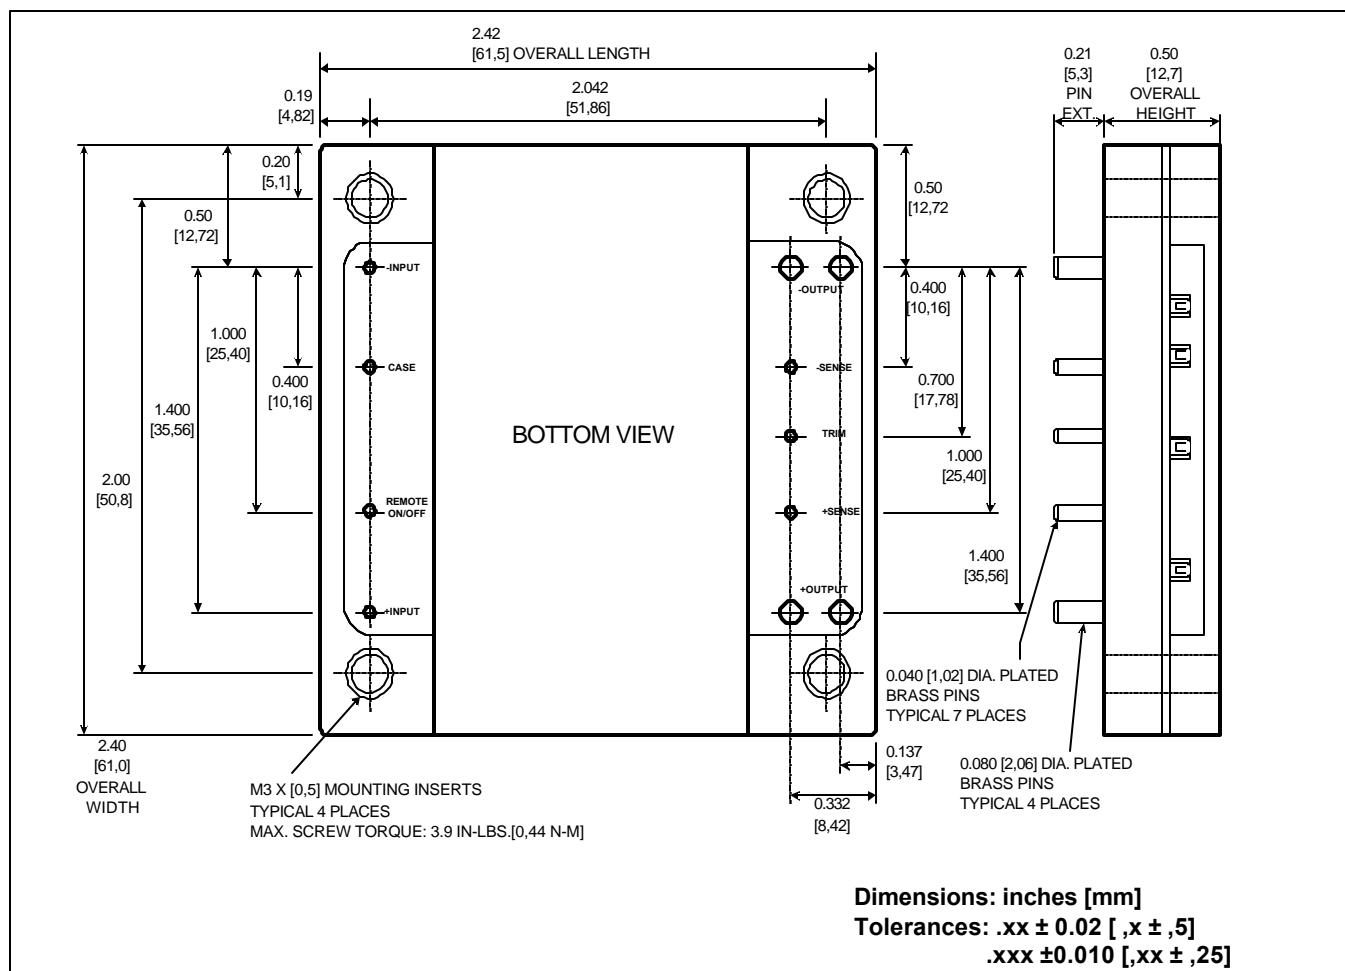 2.42
[61,5] OVERALL LENGTH
0.19
[4,82]
2.042
[51,86]
0.21
[5,3]
PIN
EXT.
0.50
[12,7]
OVERALL
HEIGHT
0.20
[5,1]
0.50
[12,72]
0.50
[12,72
-INPUT
-OUTPUT
0.400
[10,16]
1.000
[25,40]
CASE
-SENSE
0.400
[10,16]
0.700
[17,78]
1.400
[35,56]
BOTTOM VIEW
TRIM
1.000
[25,40]
2.00
[50,8]
REMOTE
ON/OFF
+SENSE
1.400
[35,56]
+OUTPUT
+INPUT
0.040 [1,02] DIA. PLATED
BRASS PINS
TYPICAL 7 PLACES
2.40
[61,0]
OVERALL
WIDTH
0.137
[3,47]
0.080 [2,06] DIA. PLATED
BRASS PINS
TYPICAL 4 PLACES
M3 X [0,5] MOUNTING INSERTS
TYPICAL 4 PLACES
MAX. SCREW TORQUE: 3.9 IN-LBS.[0,44 N-M]
0.332
[8,42]
Dimensions: inches [mm]
Tolerances: .xx ± 0.02 [ ,x ± ,5]
.xxx ±0.010 [,xx ± ,25]